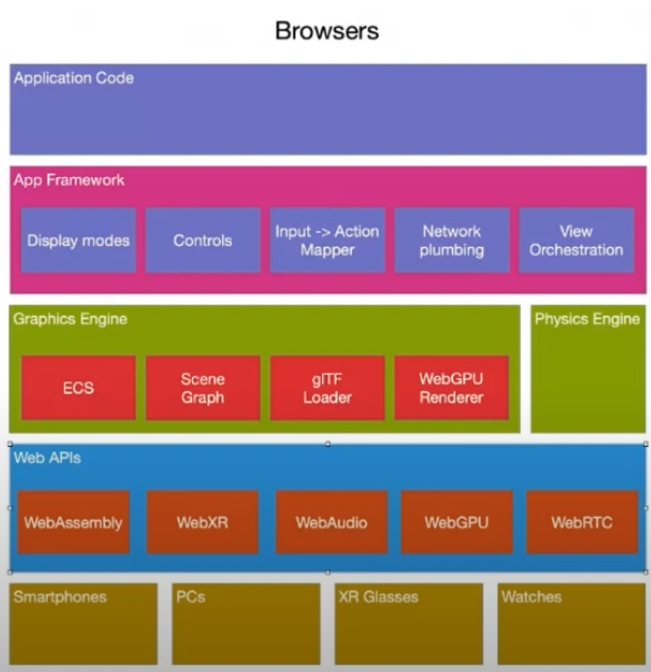 Browsers
Application Code
App Framework
Display modes
Controls
Input -> Action
Mapper
Network
plumbing
View
Orchestration
Graphics Engine
Physics Engine
ECS
Scene
Graph
glTF
Loader
WebGPU
Renderer
Web APIs
WebAssembly
WebXR
WebAudio
WebGPU
WebRTC
Smartphones
PCs
XR Glasses
Watches